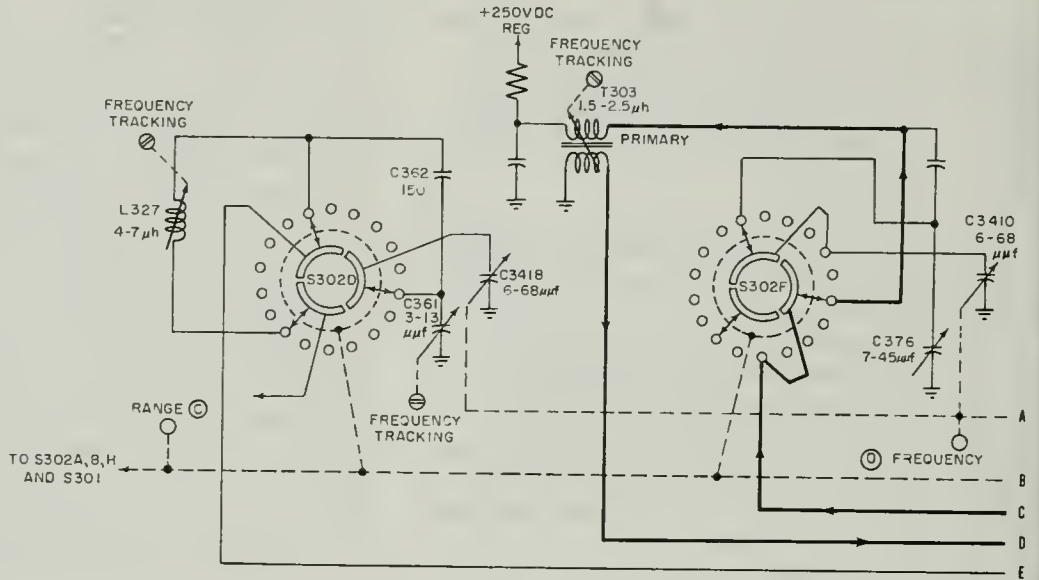 +250VDC
REG
FREQUENCY
TRACKING
T303
1.5-2.5μh
PRIMARY
FREQUENCY
TRACKING
C362
150
L327
4-7μh
S302D
C3418
6-68μμf
C361
3-13
μμf
S302F
C3410
6-68
μμf
C376
7-45μμf
RANGE Ⓒ
FREQUENCY
TRACKING
A
Ⓞ FREQUENCY
TO S302A,B,H
AND S301
B
C
D
E